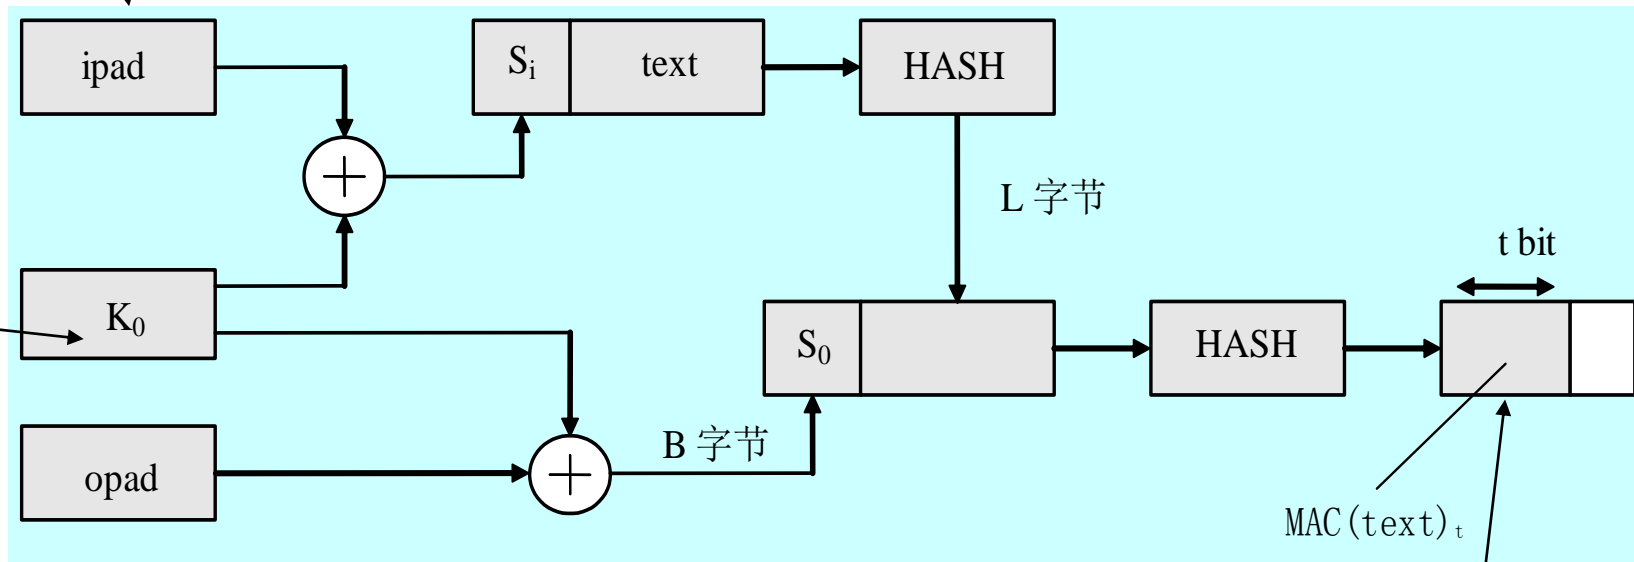 ipad
Sᵢ
text
HASH
L 字节
t bit
K₀
S₀
HASH
B 字节
opad
MAC(text)ₜ